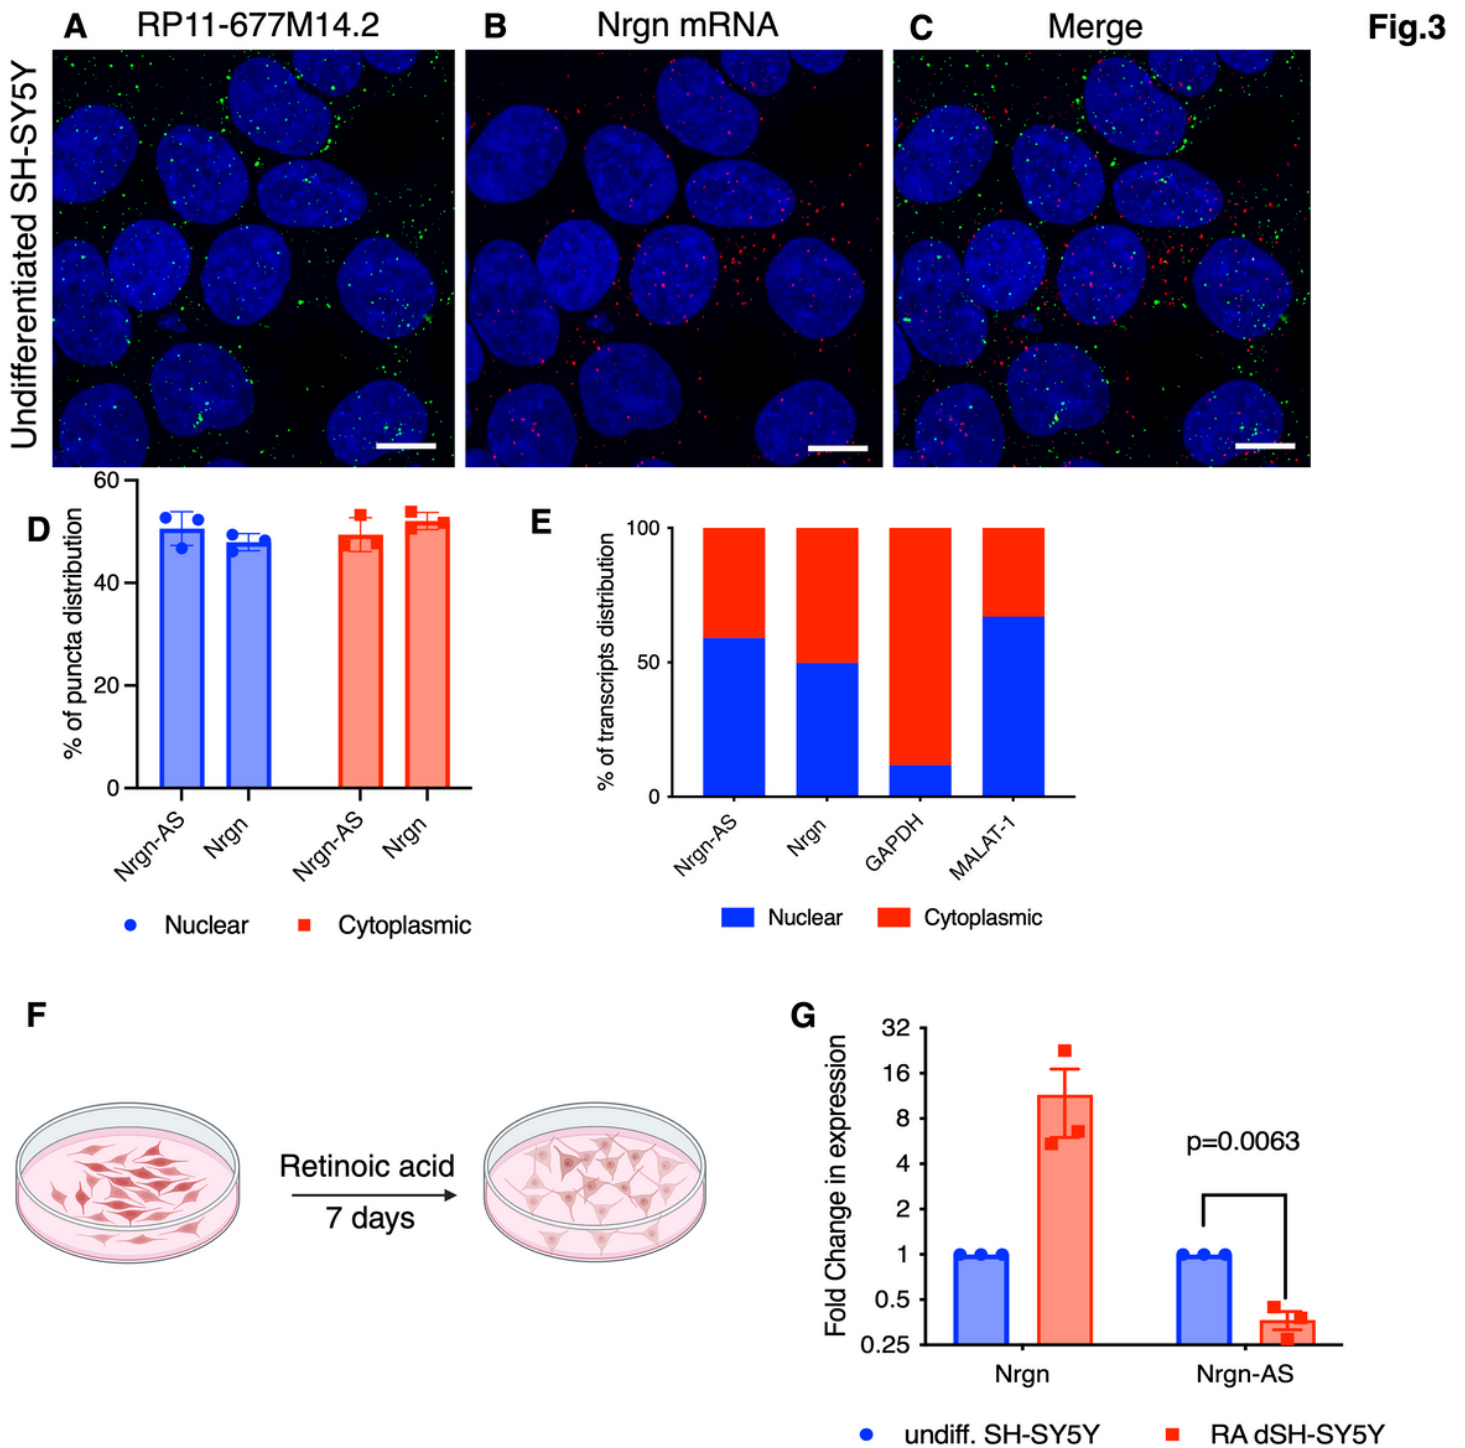 A RP11-677M14.2
B Nrgn mRNA
C Merge
Fig.3
Undifferentiated SH-SY5Y
D
% of puncta distribution
60
40
20
0
Nrgn-AS
Nrgn
Nrgn-AS
Nrgn
Nuclear
Cytoplasmic
E
% of transcripts distribution
100
50
0
Nrgn-AS
Nrgn
GAPDH
MALAT-1
Nuclear
Cytoplasmic
F
Retinoic acid
7 days
G
Fold Change in expression
32
16
8
4
2
1
0.5
0.25
p=0.0063
Nrgn
Nrgn-AS
undiff. SH-SY5Y
RA dSH-SY5Y